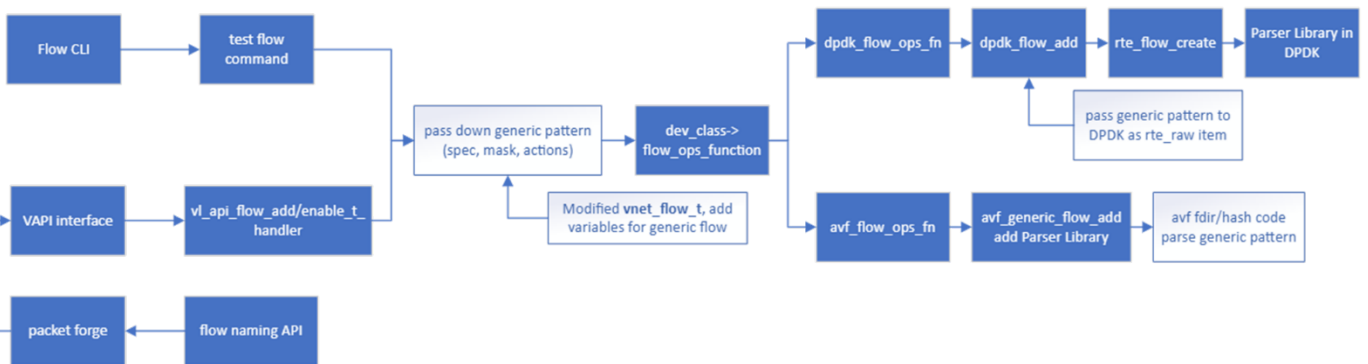 Flow CLI
test flow
command
pass down generic pattern
(spec, mask, actions)
dev_class->
flow_ops_function
dpdk_flow_ops_fn
dpdk_flow_add
rte_flow_create
Parser Library in
DPDK
pass generic pattern to
DPDK as rte_raw item
VAPI interface
vl_api_flow_add/enable_t_
handler
Modified vnet_flow_t, add
variables for generic flow
avf_flow_ops_fn
avf_generic_flow_add
add Parser Library
avf fdir/hash code
parse generic pattern
packet forge
flow naming API